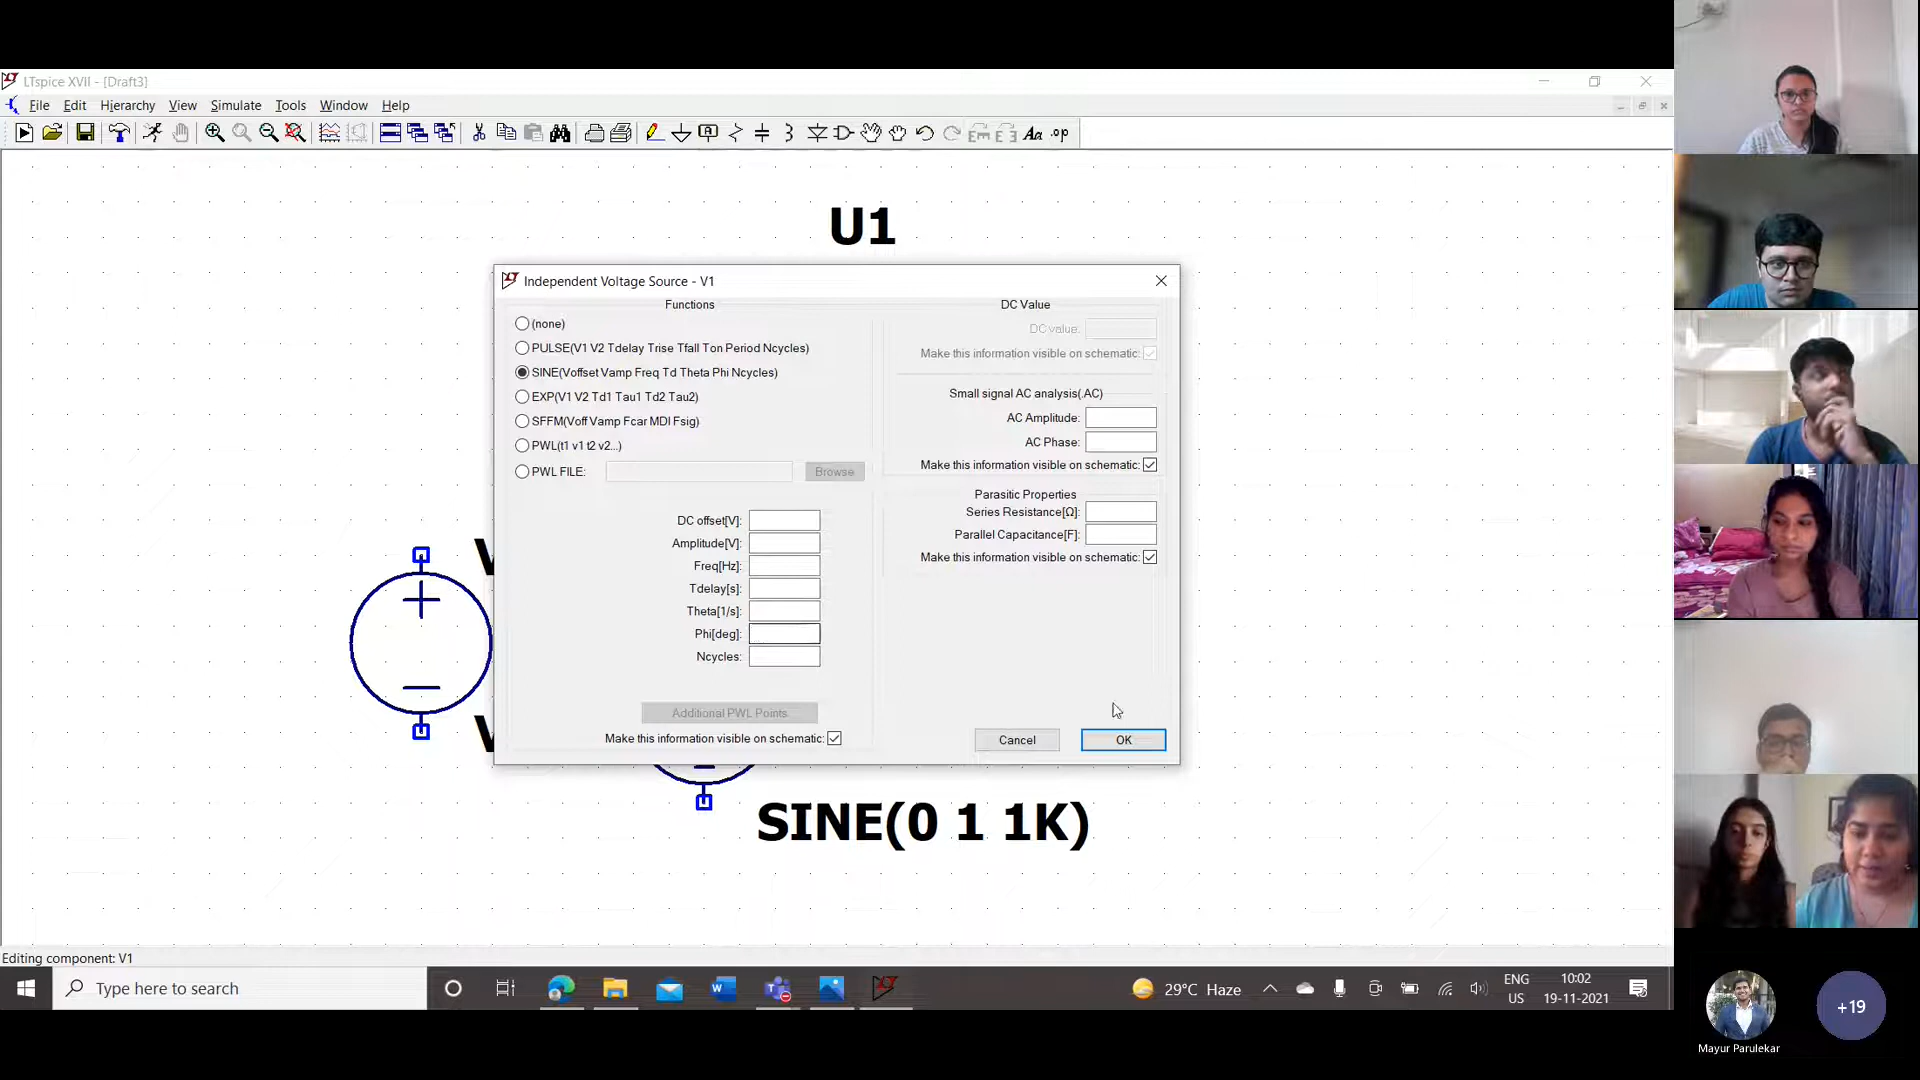 LTspice XVII - [Draft3]
File Edit Hierarchy View Simulate Tools Window Help
Aa .op
U1
Independent Voltage Source - V1
Functions
(none)
PULSE(V1 V2 Tdelay Trise Tfall Ton Period Ncycles)
SINE(Voffset Vamp Freq Td Theta Phi Ncycles)
EXP(V1 V2 Td1 Tau1 Td2 Tau2)
SFFM(Voff Vamp Fcar MDI Fsig)
PWL(t1 v1 t2 v2...)
PWL FILE:
Browse
DC offset[V]:
Amplitude[V]:
Freq[Hz]:
Tdelay[s]:
Theta[1/s]:
Phi[deg]:
Ncycles:
Additional PWL Points
Make this information visible on schematic:
DC Value
DC value:
Make this information visible on schematic:
Small signal AC analysis(.AC)
AC Amplitude:
AC Phase:
Make this information visible on schematic:
Parasitic Properties
Series Resistance[Ω]:
Parallel Capacitance[F]:
Make this information visible on schematic:
Cancel
OK
SINE(0 1 1K)
Editing component: V1
Type here to search
29°C Haze
ENG
US
10:02
19-11-2021
Mayur Parulekar
+19